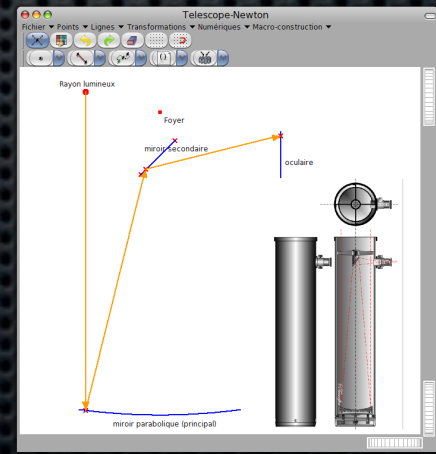 Telescope-Newton
Fichier ▾ Points ▾ Lignes ▾ Transformations ▾ Numériques ▾ Macro-construction ▾
Rayon lumineux
Foyer
miroir secondaire
oculaire
miroir parabolique (principal)